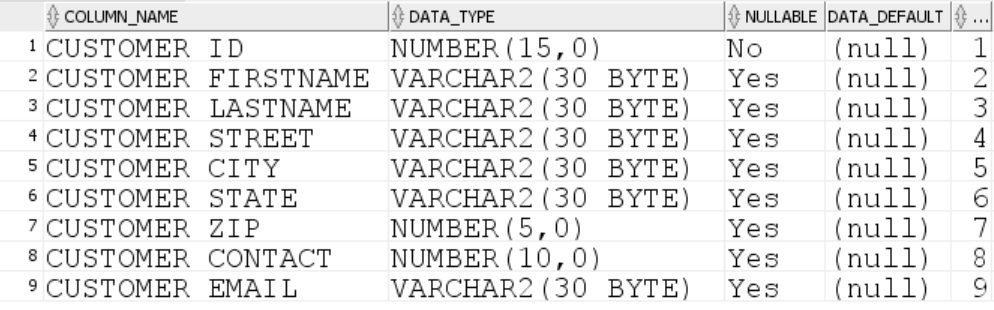 COLUMN_NAME DATA_TYPE NULLABLE DATA_DEFAULT ...
1 CUSTOMER ID NUMBER(15,0) No (null) 1
2 CUSTOMER FIRSTNAME VARCHAR2(30 BYTE) Yes (null) 2
3 CUSTOMER LASTNAME VARCHAR2(30 BYTE) Yes (null) 3
4 CUSTOMER STREET VARCHAR2(30 BYTE) Yes (null) 4
5 CUSTOMER CITY VARCHAR2(30 BYTE) Yes (null) 5
6 CUSTOMER STATE VARCHAR2(30 BYTE) Yes (null) 6
7 CUSTOMER ZIP NUMBER(5,0) Yes (null) 7
8 CUSTOMER CONTACT NUMBER(10,0) Yes (null) 8
9 CUSTOMER EMAIL VARCHAR2(30 BYTE) Yes (null) 9